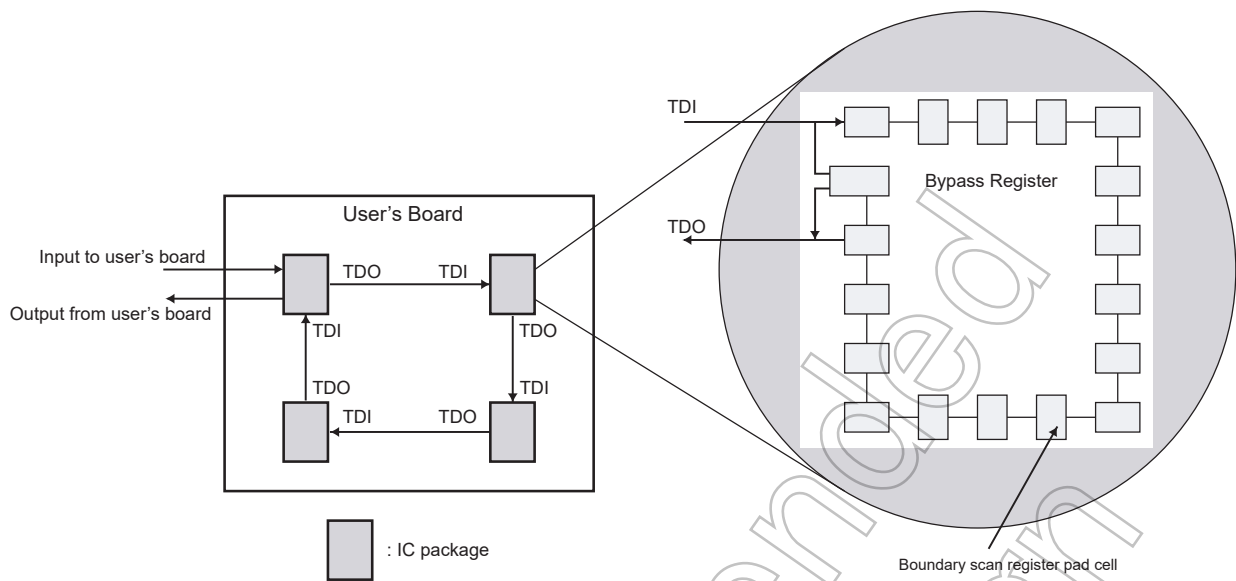 User's Board
Input to user's board
Output from user's board
TDO
TDI
TDI
TDO
TDO
TDI
TDI
TDO
: IC package
TDI
TDO
Bypass Register
Boundary scan register pad cell